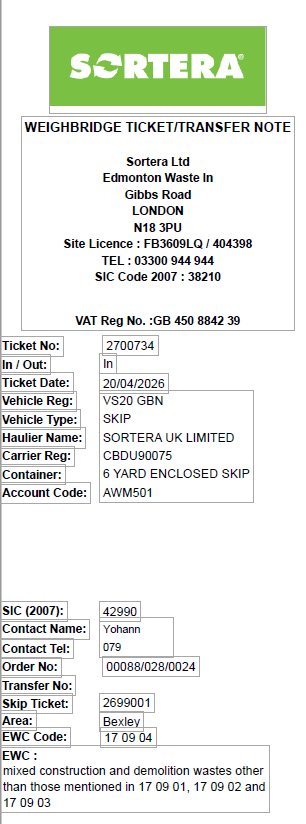 SORTERA
WEIGHBRIDGE TICKET/TRANSFER NOTE
Sortera Ltd
Edmonton Waste In
Gibbs Road
LONDON
N18 3PU
Site Licence : FB3609LQ / 404398
TEL : 03300 944 944
SIC Code 2007 : 38210
VAT Reg No. :GB 450 8842 39
Ticket No: 2700734
In / Out: In
Ticket Date: 20/04/2026
Vehicle Reg: VS20 GBN
Vehicle Type: SKIP
Haulier Name: SORTERA UK LIMITED
Carrier Reg: CBDU90075
Container: 6 YARD ENCLOSED SKIP
Account Code: AWM501
SIC (2007): 42990
Contact Name: Yohann
Contact Tel: 079
Order No: 00088/028/0024
Transfer No:
Skip Ticket: 2699001
Area: Bexley
EWC Code: 17 09 04
EWC :
mixed construction and demolition wastes other
than those mentioned in 17 09 01, 17 09 02 and
17 09 03